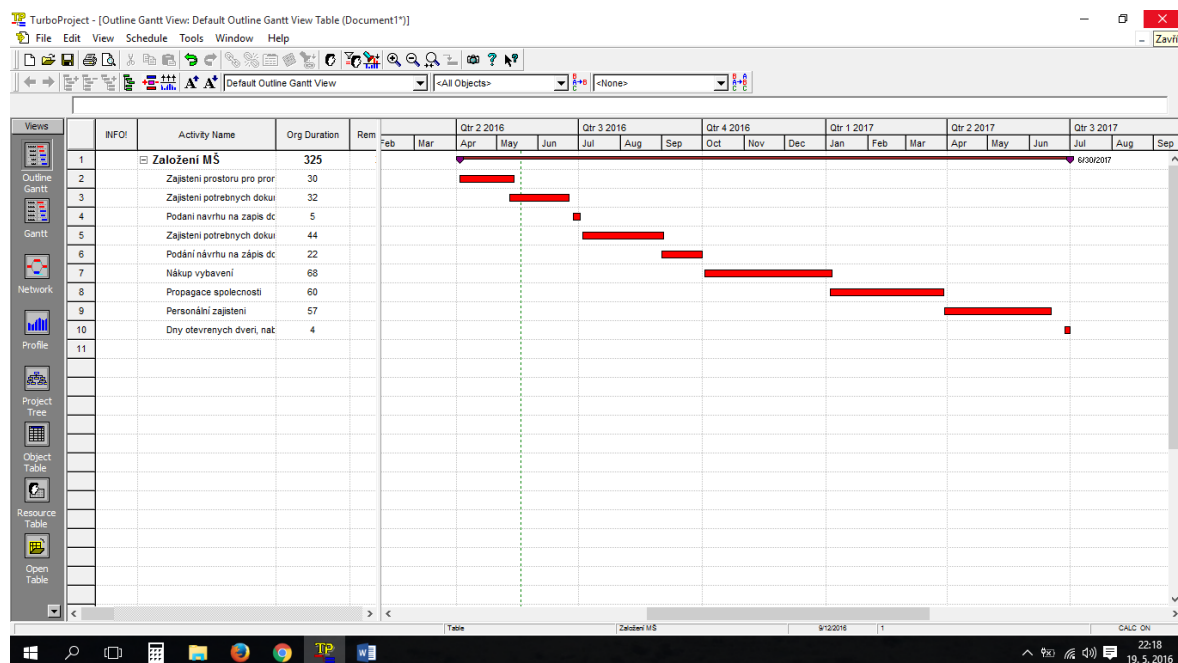 TurboProject - [Outline Gantt View: Default Outline Gantt View Table (Document1*)]
File Edit View Schedule Tools Window Help
Zavří
Default Outline Gantt View <All Objects> <None>
Views
INFO! Activity Name Org Duration Rem
Qtr 2 2016 Qtr 3 2016 Qtr 4 2016 Qtr 1 2017 Qtr 2 2017 Qtr 3 2017
Feb Mar Apr May Jun Jul Aug Sep Oct Nov Dec Jan Feb Mar Apr May Jun Jul Aug Sep
1 Založení MŠ 325 6/30/2017
2 Zajisteni prostoru pro pror 30
3 Zajisteni potrebnych dokur 32
4 Podani navrhu na zapis dc 5
5 Zajisteni potrebnych dokur 44
6 Podání návrhu na zápis dc 22
7 Nákup vybavení 68
8 Propagace spolecnosti 60
9 Personální zajisteni 57
10 Dny otevrenych dveri, nab 4
11
Outline Gantt
Gantt
Network
Profile
Project Tree
Object Table
Resource Table
Open Table
Table Založení MŠ 9/12/2016 1 CALC ON
22:18
19. 5. 2016